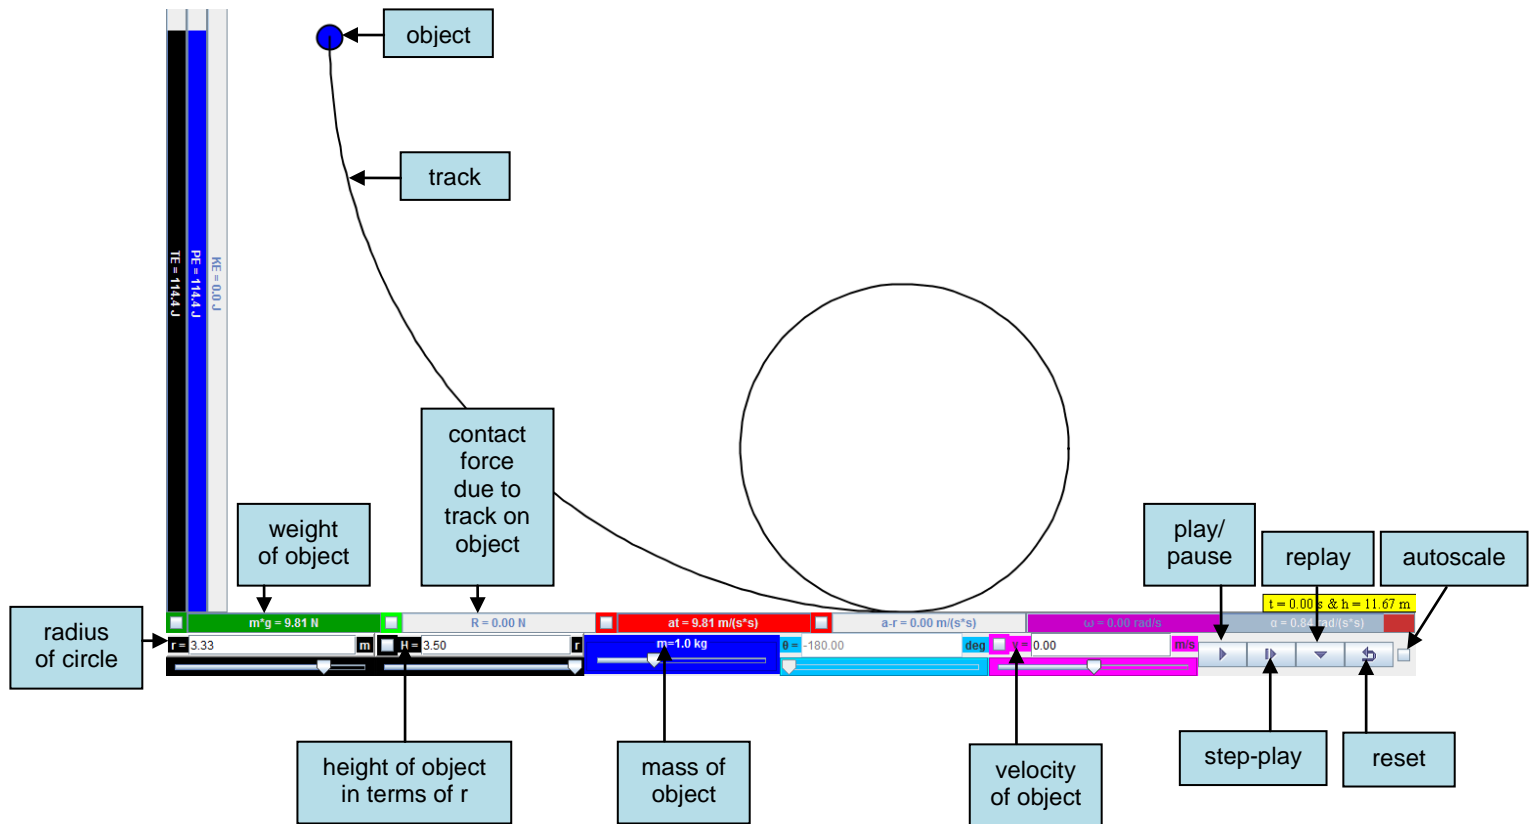 object
track
TE = 114.4 J
PE = 114.4 J
KE = 0.0 J
contact
force
due to
track on
object
weight
of object
play/
pause
replay
autoscale
t = 0.00 s & h = 11.67 m
m*g = 9.81 N
R = 0.00 N
at = 9.81 m/(s*s)
a-r = 0.00 m/(s*s)
ω = 0.00 rad/s
α = 0.84 rad/(s*s)
radius
of circle
r = 3.33 m
H = 3.50 r
m=1.0 kg
θ = -180.00 deg
v = 0.00 m/s
height of object
in terms of r
mass of
object
velocity
of object
step-play
reset